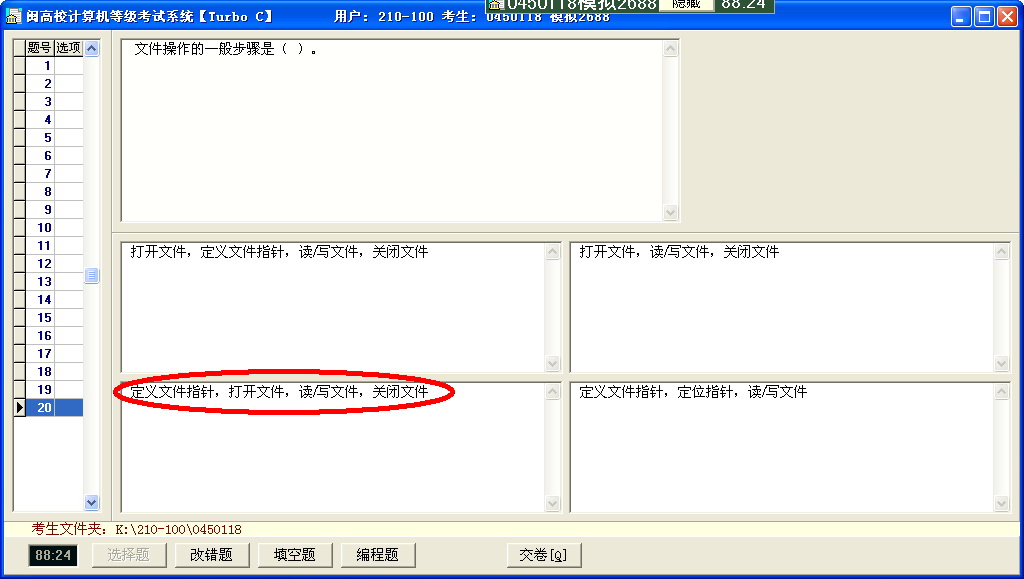 闽高校计算机等级考试系统【Turbo C】 用户: 210-100 考生: 0450118 模拟2688
0450118模拟2688 隐藏 88:24
题号 选项
文件操作的一般步骤是（ ）。
1
2
3
4
5
6
7
8
9
10
11
12
13
14
15
16
17
18
19
20
打开文件，定义文件指针，读/写文件，关闭文件
打开文件，读/写文件，关闭文件
定义文件指针，打开文件，读/写文件，关闭文件
定义文件指针，定位指针，读/写文件
考生文件夹: K:\210-100\0450118
88:24 选择题 改错题 填空题 编程题 交卷[Q]